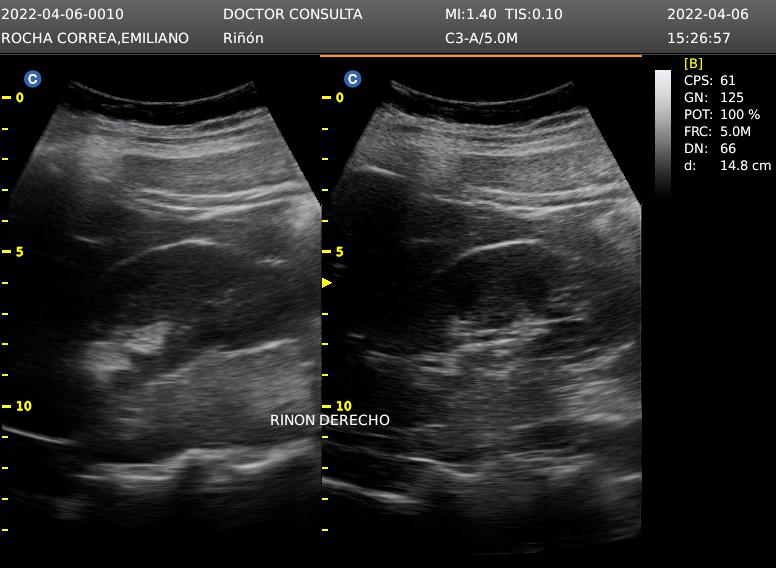 2022-04-06-0010 DOCTOR CONSULTA MI:1.40 TIS:0.10 2022-04-06
ROCHA CORREA,EMILIANO Riñón C3-A/5.0M 15:26:57
[B]
CPS: 61
GN: 125
POT: 100 %
FRC: 5.0M
DN: 66
d: 14.8 cm
C C
0 0
5 5
10 10
RINON DERECHO